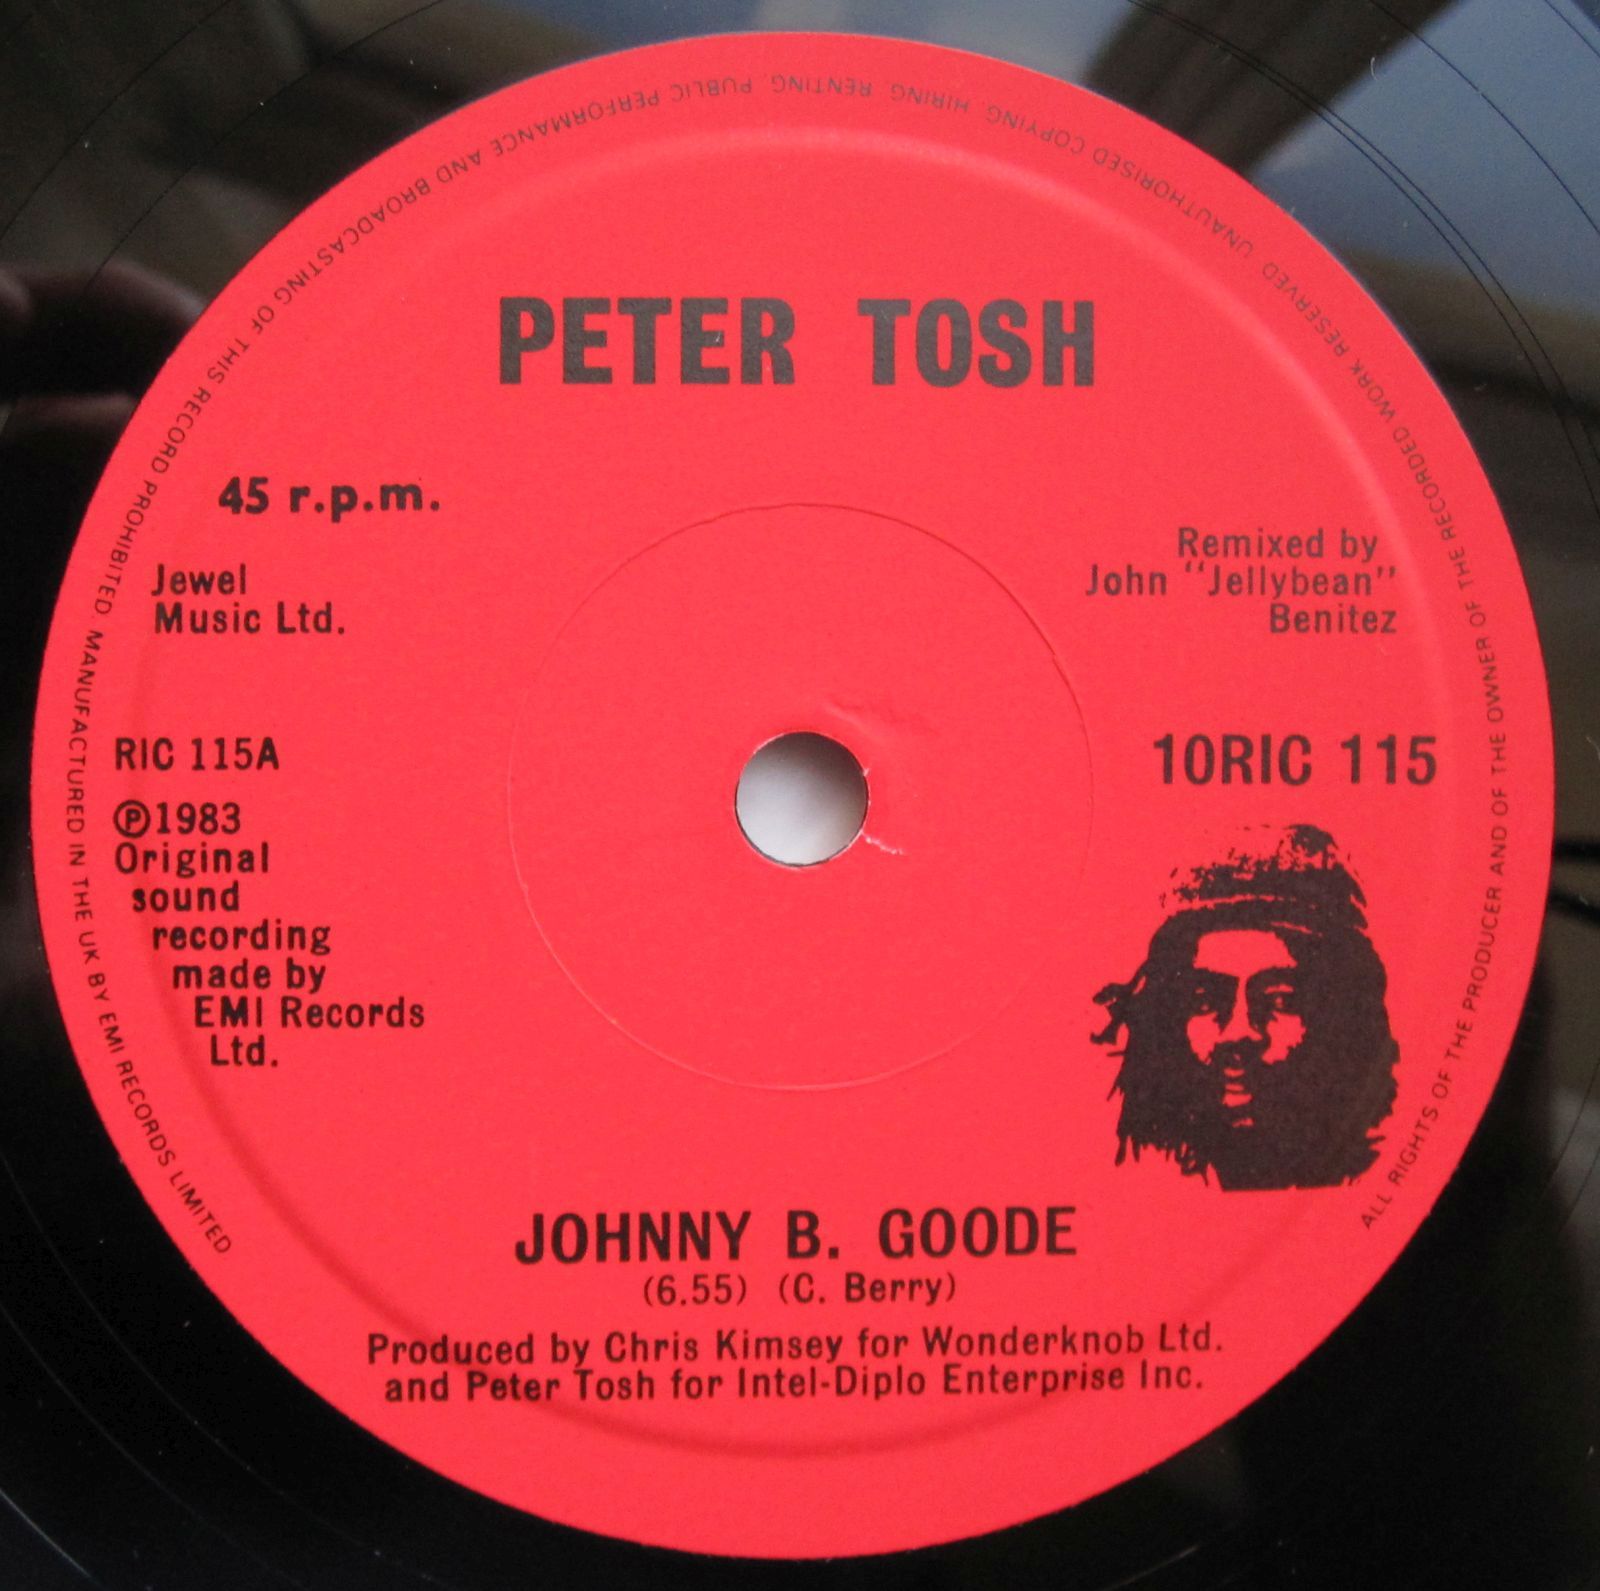 PETER TOSH
45 r.p.m.
Jewel
Music Ltd.
Remixed by
John "Jellybean"
Benitez
RIC 115A
10RIC 115
℗1983
Original
sound
recording
made by
EMI Records
Ltd.
JOHNNY B. GOODE
(6.55) (C. Berry)
Produced by Chris Kimsey for Wonderknob Ltd.
and Peter Tosh for Intel-Diplo Enterprise Inc.
ALL RIGHTS OF THE PRODUCER AND OF THE OWNER OF THE RECORDED WORK RESERVED. UNAUTHORISED COPYING, HIRING, RENTING, PUBLIC PERFORMANCE AND BROADCASTING OF THIS RECORD PROHIBITED. MANUFACTURED IN THE UK BY EMI RECORDS LIMITED